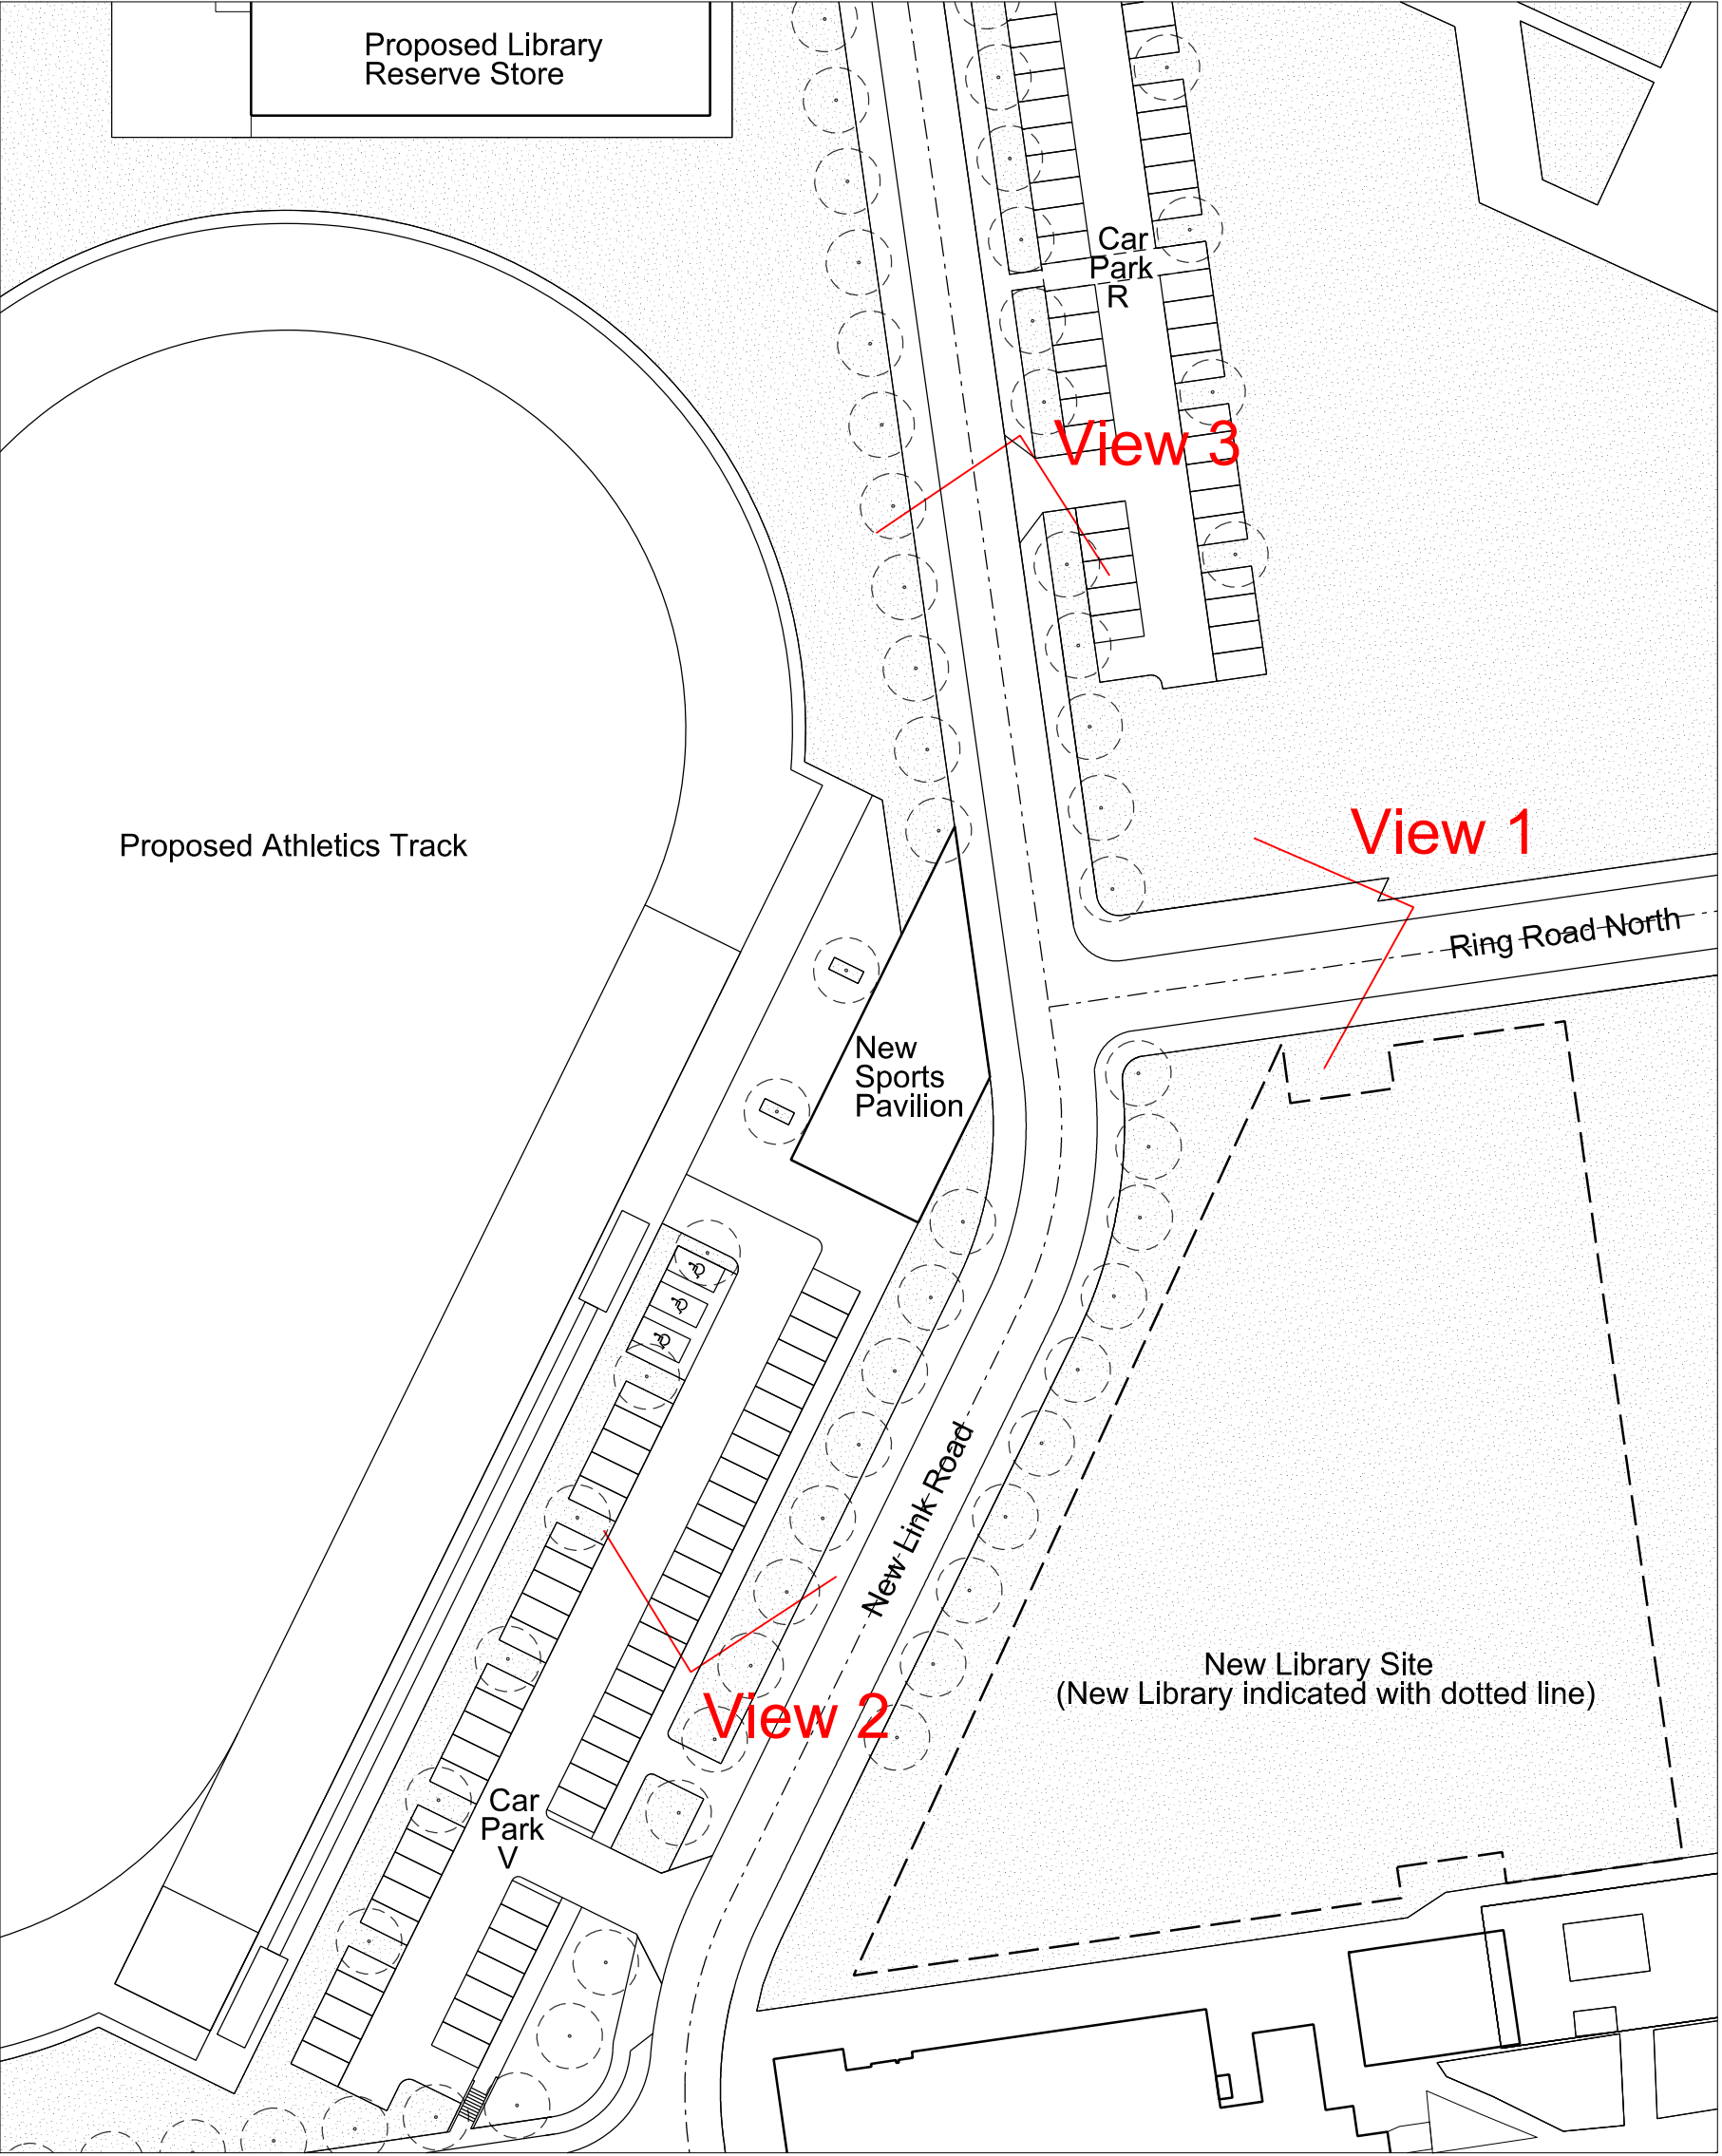 Proposed Library
Reserve Store
Car
Park
R
View 3
Proposed Athletics Track
View 1
Ring Road North
New
Sports
Pavilion
New Link Road
New Library Site
(New Library indicated with dotted line)
View 2
Car
Park
V